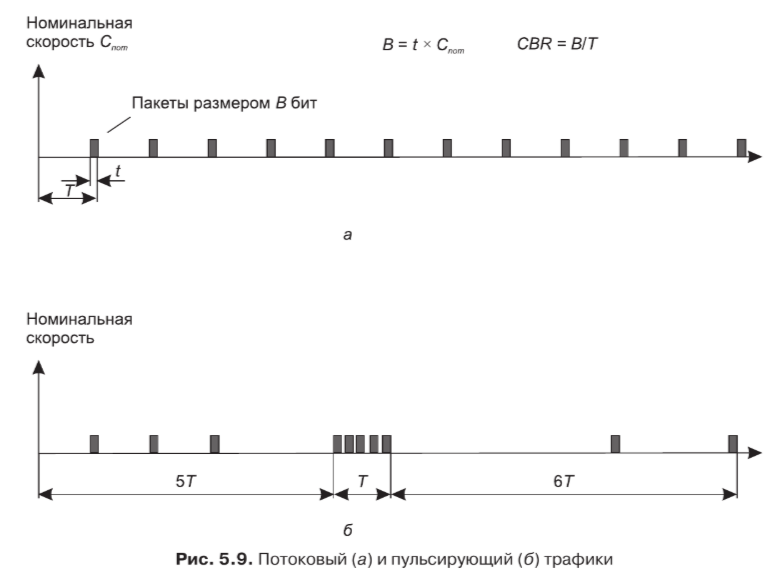 Номинальная
скорость Cпот
B = t × Cпот CBR = B/T
Пакеты размером B бит
t
T
а
Номинальная
скорость
5T T 6T
б
Рис. 5.9. Потоковый (а) и пульсирующий (б) трафики